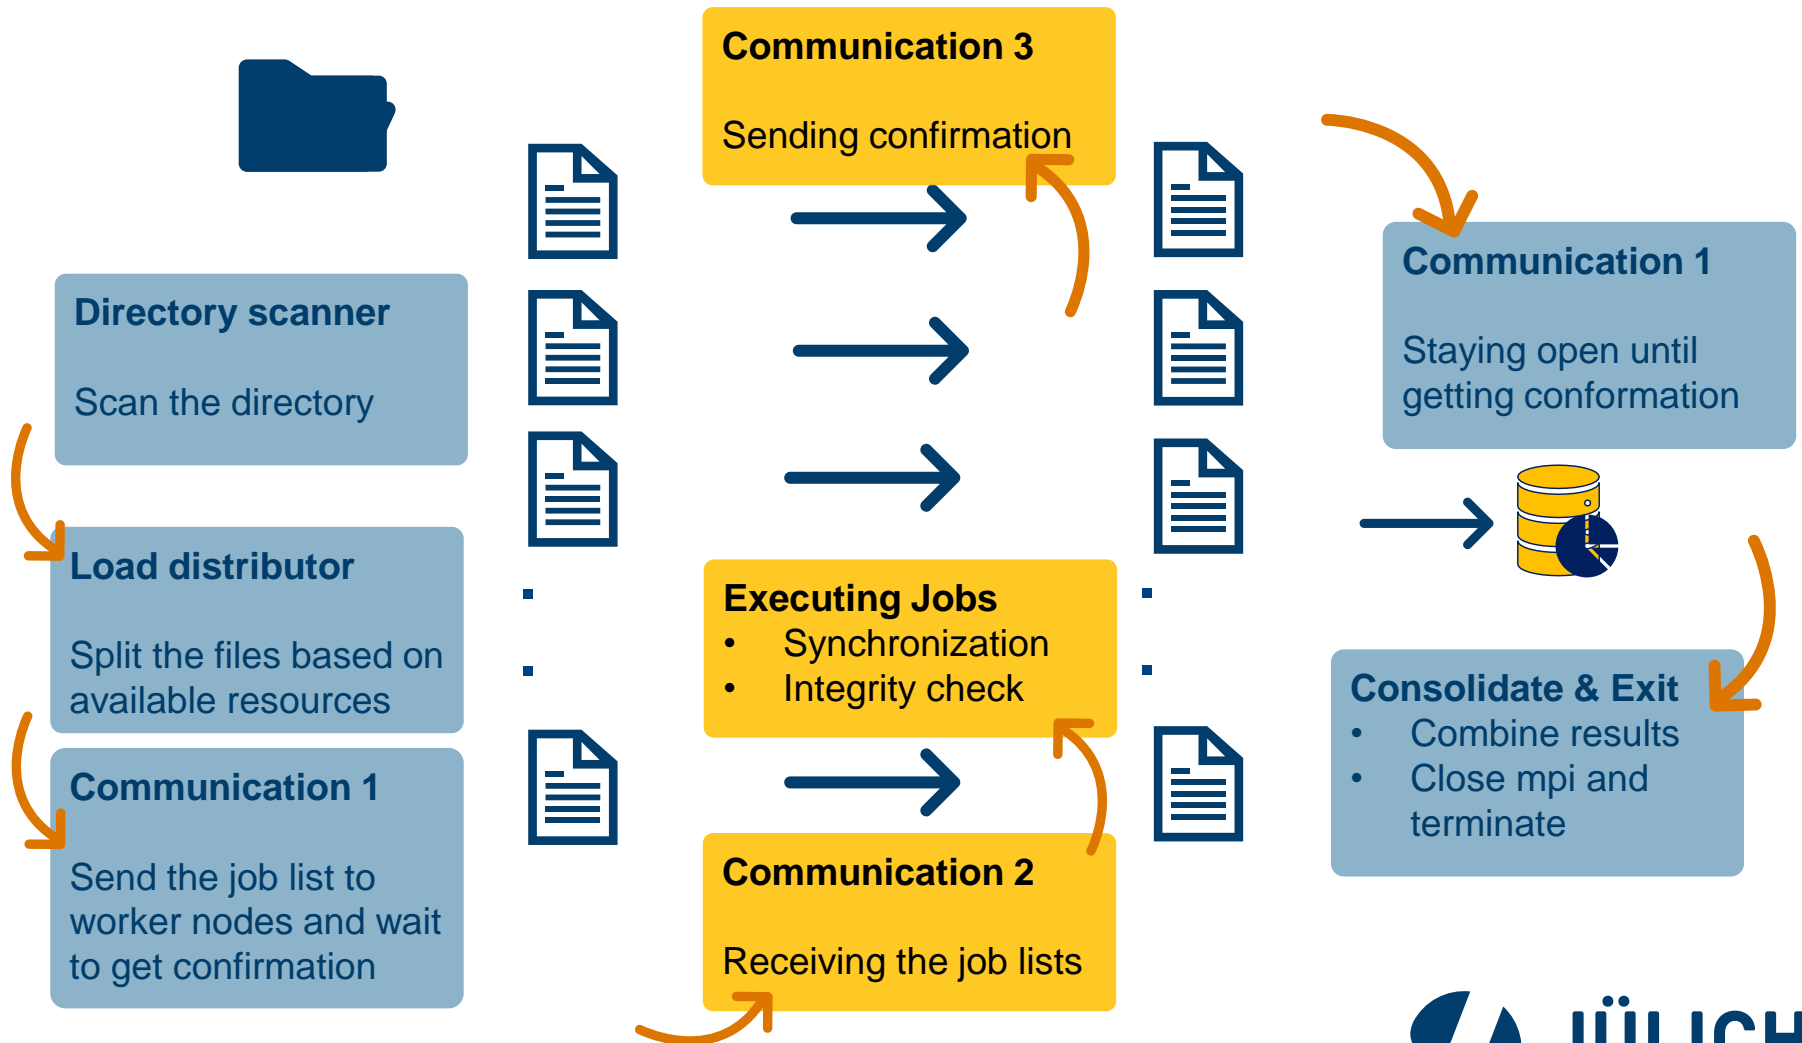 Directory scanner
Scan the directory
Load distributor
Split the files based on
available resources
Communication 1
Send the job list to
worker nodes and wait
to get confirmation
Communication 3
Sending confirmation
Executing Jobs
• Synchronization
• Integrity check
Communication 2
Receiving the job lists
Communication 1
Staying open until
getting conformation
Consolidate & Exit
• Combine results
• Close mpi and
terminate
JÜLICH